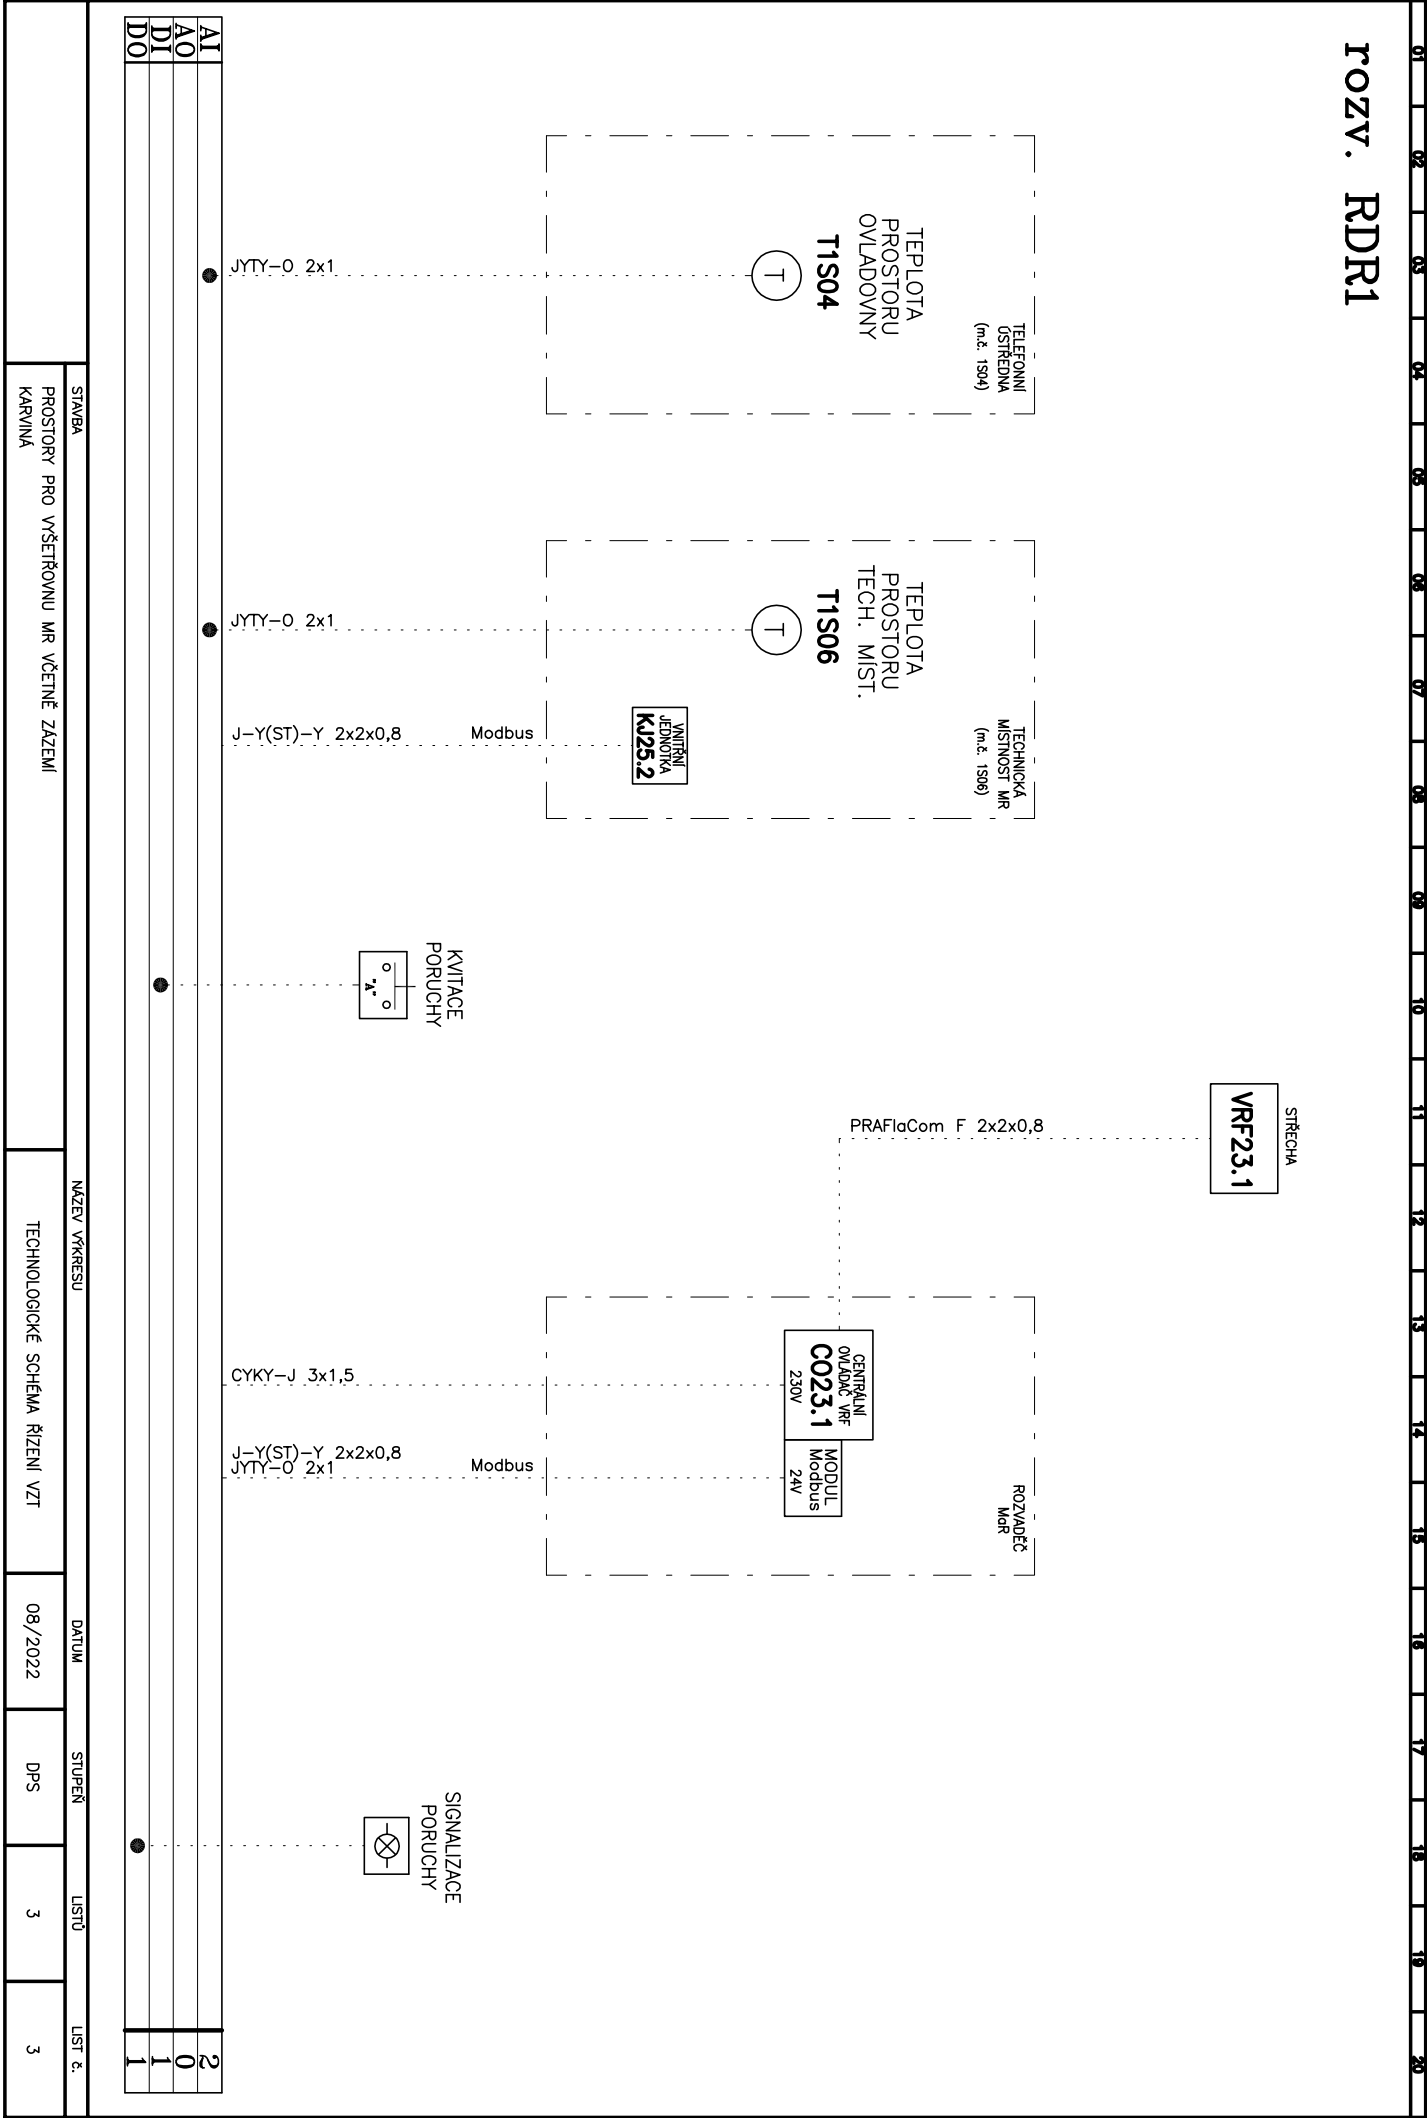 01 02 03 04 05 06 07 08 09 10 11 12 13 14 15 16 17 18 19 20
rozv. RDR1
STŘECHA
VRF23.1
PRAFlaCom F 2x2x0,8
TELEFONNÍ
ÚSTŘEDNA
(m.č. 1S04)
TEPLOTA
PROSTORU
OVLADOVNY
T1S04
T
JYTY-O 2x1
TECHNICKÁ
MÍSTNOST MR
(m.č. 1S06)
TEPLOTA
PROSTORU
TECH. MÍST.
T1S06
T
VNITŘNÍ
JEDNOTKA
KJ25.2
JYTY-O 2x1
Modbus
J-Y(ST)-Y 2x2x0,8
KVITACE
PORUCHY
"A"
ROZVADĚČ
MaR
CENTRÁLNÍ
OVLÁDAČ VRF
CO23.1
230V
MODUL
Modbus
24V
CYKY-J 3x1,5
Modbus
J-Y(ST)-Y 2x2x0,8
JYTY-O 2x1
SIGNALIZACE
PORUCHY
AI 2
AO 0
DI 1
DO 1
STAVBA
PROSTORY PRO VYŠETŘOVNU MR VČETNĚ ZÁZEMÍ
KARVINÁ
NÁZEV VÝKRESU
TECHNOLOGICKÉ SCHÉMA ŘÍZENÍ VZT
DATUM
08/2022
STUPEŇ
DPS
LISTŮ
3
LIST č.
3